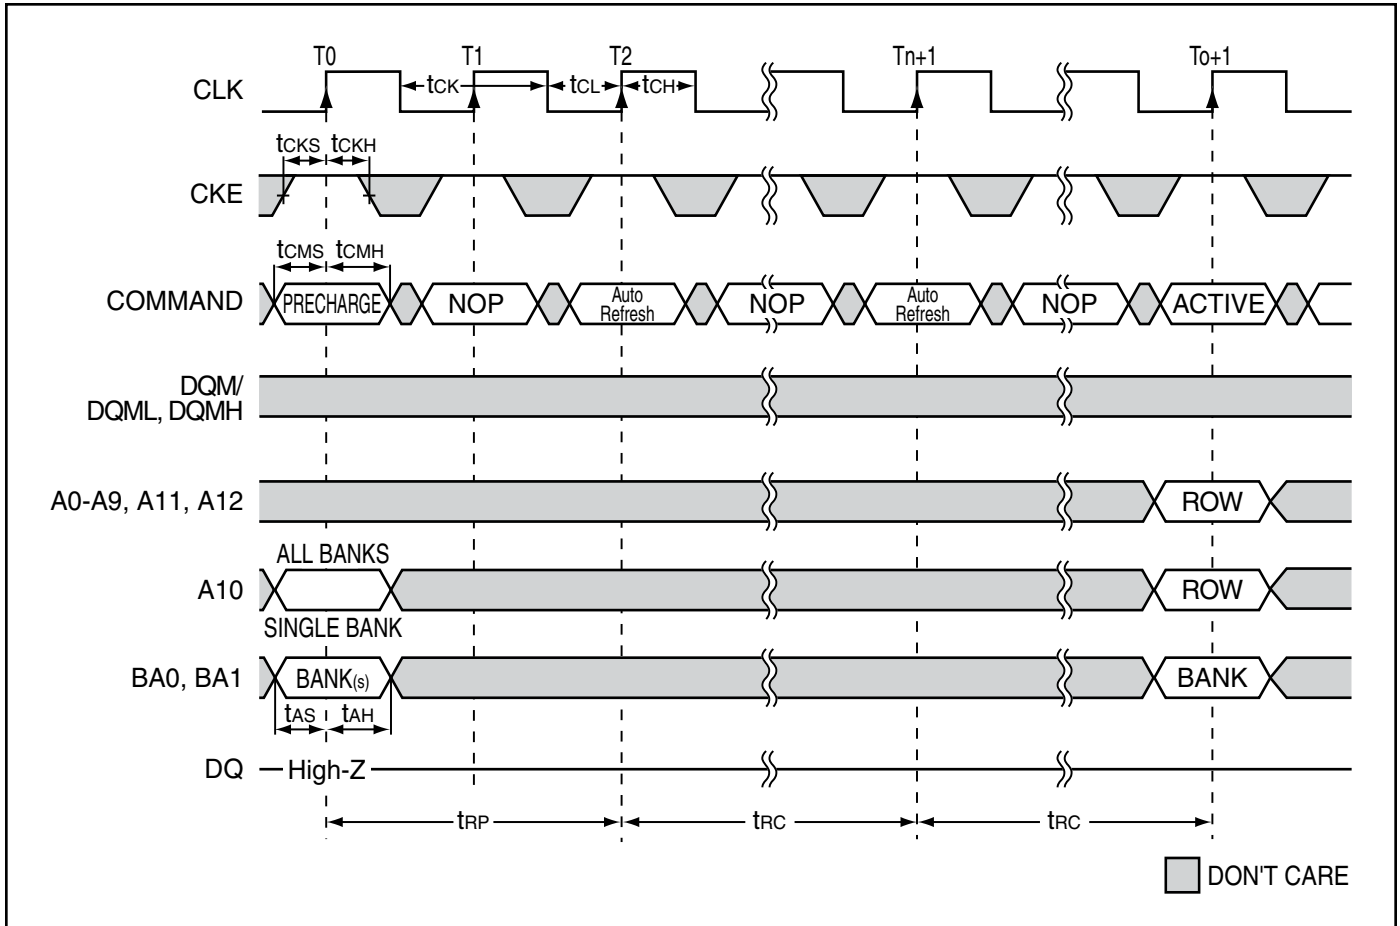 T0 T1 T2 Tn+1 To+1
CLK tCK tCL tCH
tCKS tCKH
CKE
tCMS tCMH
COMMAND PRECHARGE NOP Auto Refresh NOP Auto Refresh NOP ACTIVE
DQM/
DQML, DQMH
A0-A9, A11, A12 ROW
ALL BANKS
A10 ROW
SINGLE BANK
BA0, BA1 BANK(s) BANK
tAS tAH
DQ High-Z
tRP tRC tRC
DON'T CARE